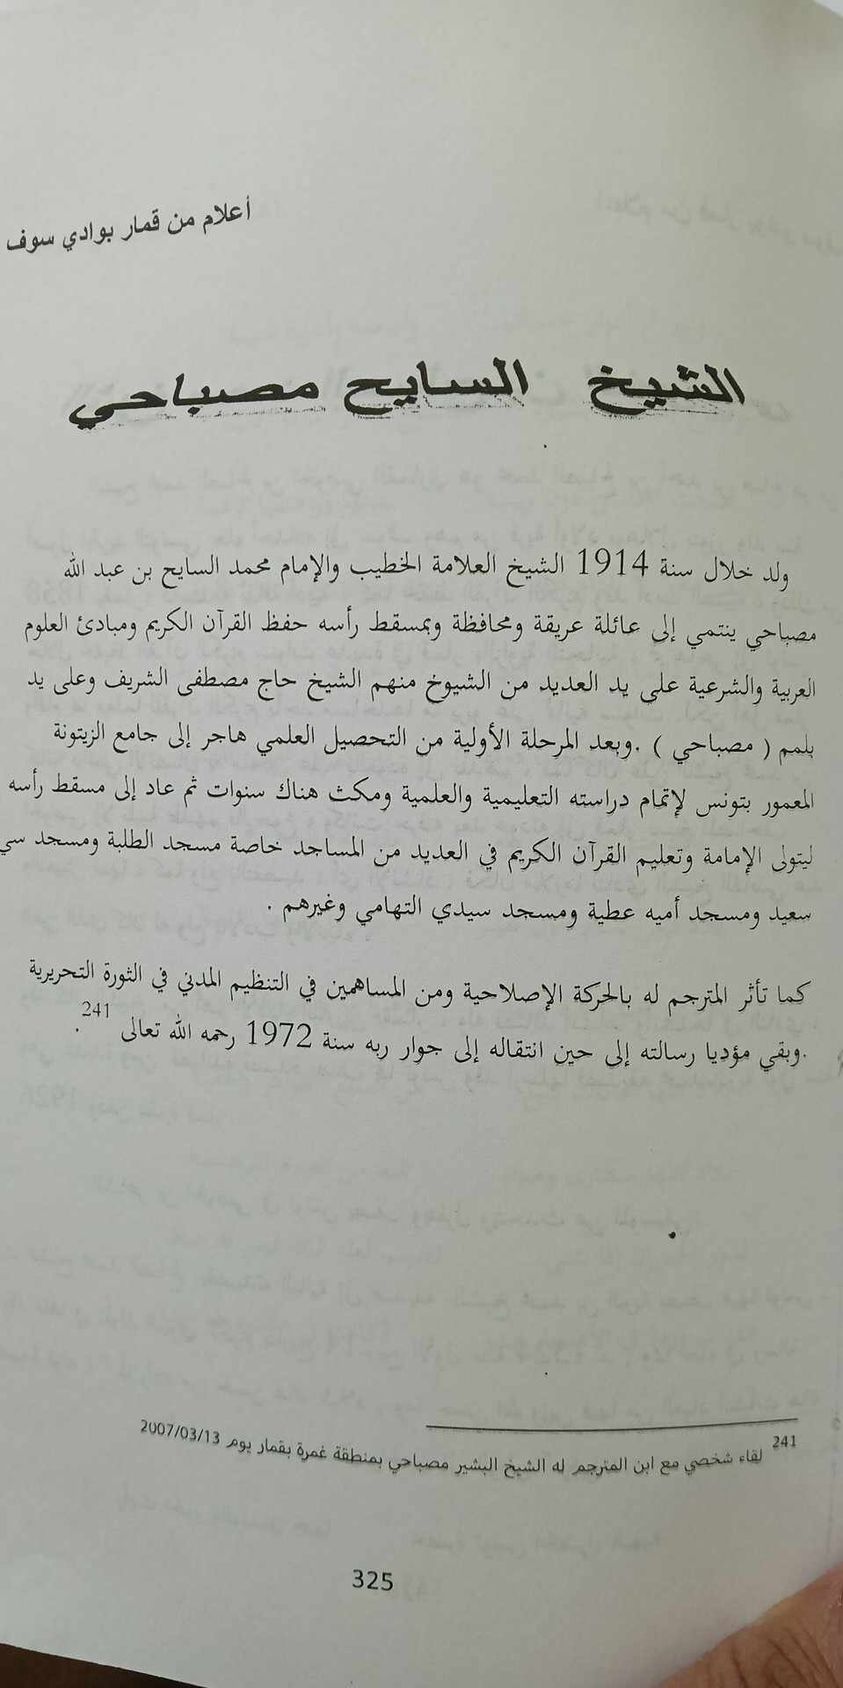 أعلام من قمار بوادي سوف
الشيخ السايح مصباحي
ولد خلال سنة 1914 الشيخ العلامة الخطيب والإمام محمد السايح بن عبد الله
مصباحي ينتمي إلى عائلة عريقة ومحافظة وبمسقط رأسه حفظ القرآن الكريم ومبادئ العلوم
العربية والشرعية على يد العديد من الشيوخ منهم الشيخ حاج مصطفى الشريف وعلى يد
بلمم ( مصباحي ) .وبعد المرحلة الأولية من التحصيل العلمي هاجر إلى جامع الزيتونة
المعمور بتونس لإتمام دراسته التعليمية والعلمية ومكث هناك سنوات ثم عاد إلى مسقط رأسه
ليتولى الإمامة وتعليم القرآن الكريم في العديد من المساجد خاصة مسجد الطلبة ومسجد سي
سعيد ومسجد أميه عطية ومسجد سيدي التهامي وغيرهم .
كما تأثر المترجم له بالحركة الإصلاحية ومن المساهمين في التنظيم المدني في الثورة التحريرية
.وبقي مؤديا رسالته إلى حين انتقاله إلى جوار ربه سنة 1972 رحمه الله تعالى 241.
241 لقاء شخصي مع ابن المترجم له الشيخ البشير مصباحي بمنطقة غمرة بقمار يوم 2007/03/13
325